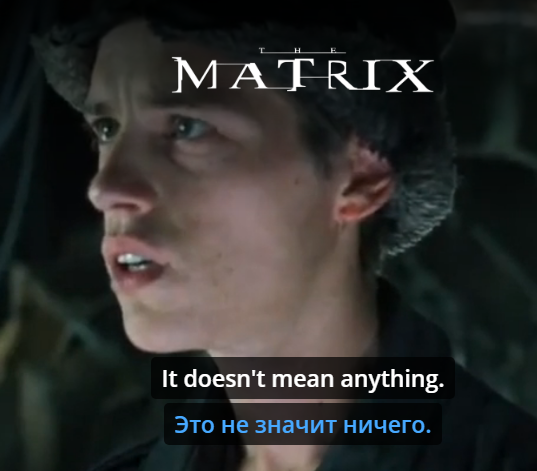 THE
MATRIX
It doesn't mean anything.
Это не значит ничего.